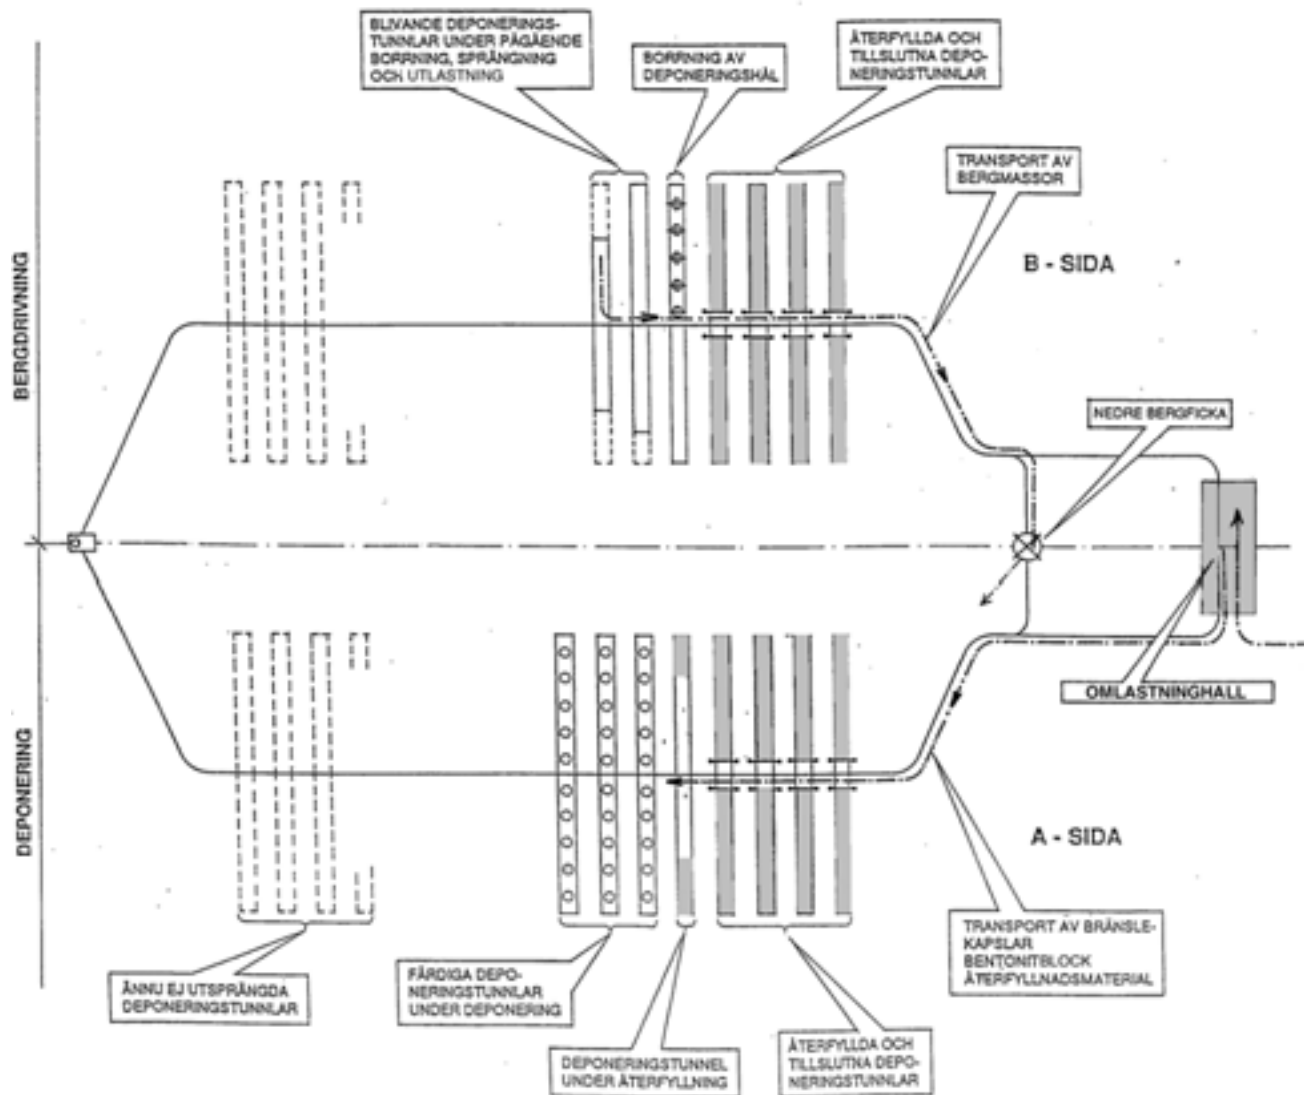 BLIVANDE DEPONERINGS-
TUNNLAR UNDER PÅGÅENDE
BORRNING, SPRÄNGNING
OCH UTLASTNING
BORRNING AV
DEPONERINGSHÅL
ÅTERFYLLDA OCH
TILLSLUTNA DEPO-
NERINGSTUNNLAR
TRANSPORT AV
BERGMASSOR
B - SIDA
BERGDRIVNING
NEDRE BERGFICKA
OMLASTNINGHALL
DEPONERING
A - SIDA
TRANSPORT AV BRÄNSLE-
KAPSLAR
BENTONITBLOCK
ÅTERFYLLNADSMATERIAL
ÄNNU EJ UTSPRÄNGDA
DEPONERINGSTUNNLAR
FÄRDIGA DEPO-
NERINGSTUNNLAR
UNDER DEPONERING
DEPONERINGSTUNNEL
UNDER ÅTERFYLLNING
ÅTERFYLLDA OCH
TILLSLUTNA DEPO-
NERINGSTUNNLAR